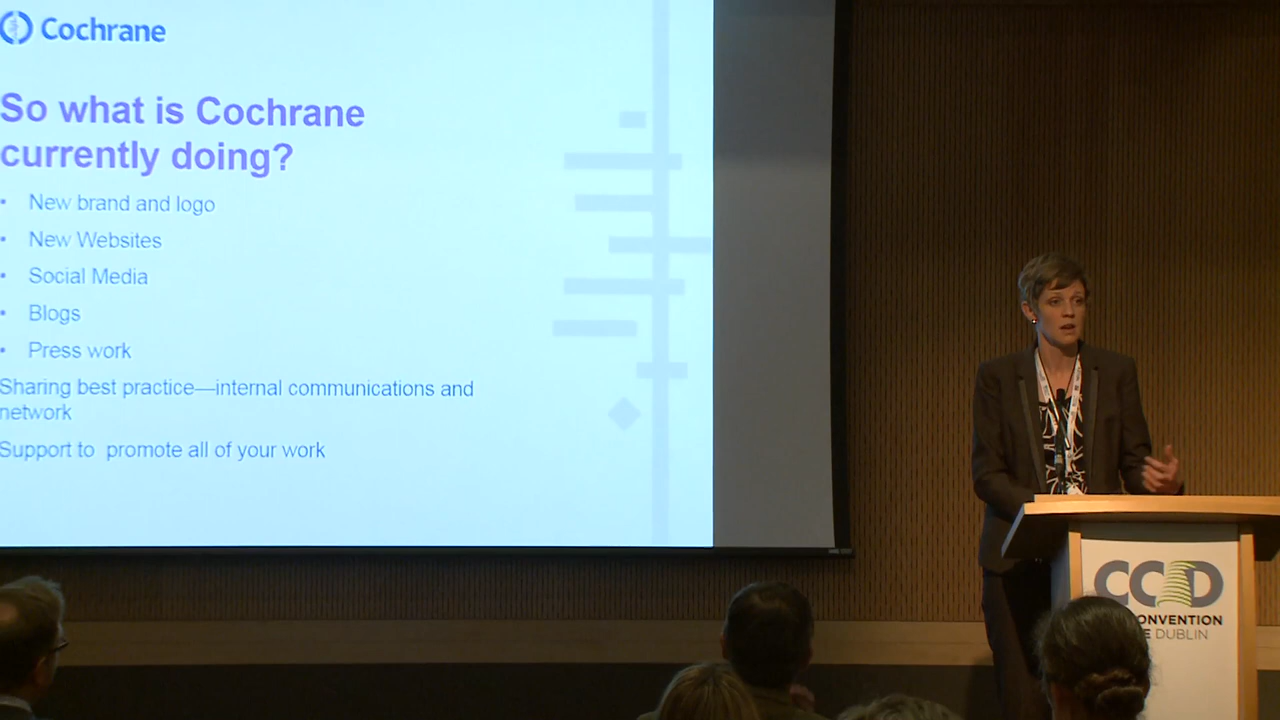 Cochrane
So what is Cochrane
currently doing?
• New brand and logo
• New Websites
• Social Media
• Blogs
• Press work
Sharing best practice—internal communications and
network
Support to  promote all of your work
CCD
ONVENTION
E DUBLIN